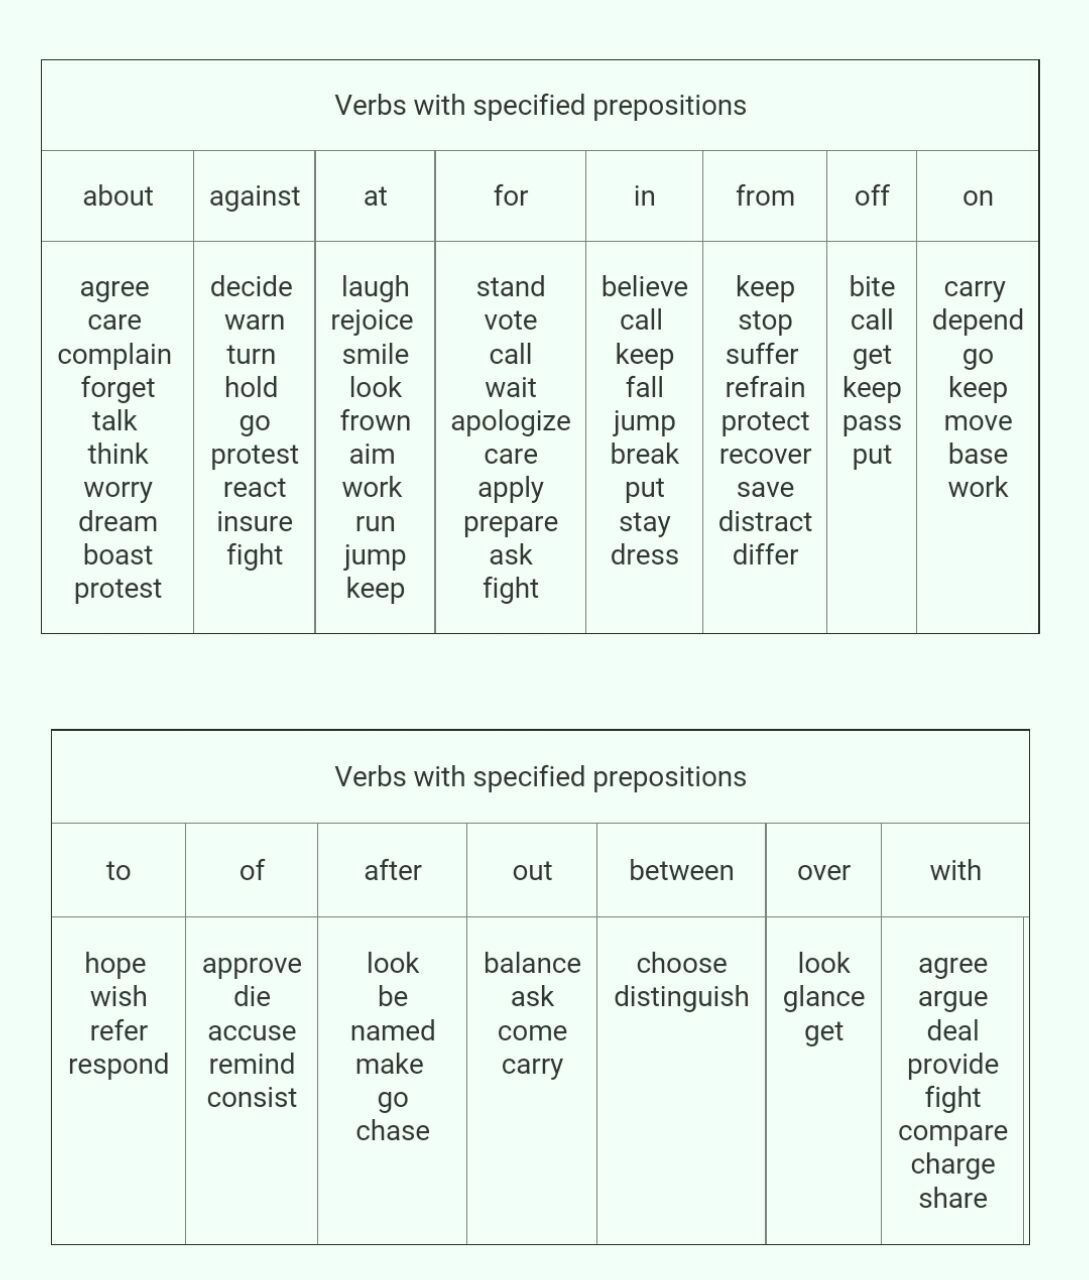 Verbs with specified prepositions
about against at for in from off on
agree decide laugh stand believe keep bite carry
care warn rejoice vote call stop call depend
complain turn smile call keep suffer get go
forget hold look wait fall refrain keep keep
talk go frown apologize jump protect pass move
think protest aim care break recover put base
worry react work apply put save work
dream insure run prepare stay distract
boast fight jump ask dress differ
protest keep fight
Verbs with specified prepositions
to of after out between over with
hope approve look balance choose look agree
wish die be ask distinguish glance argue
refer accuse named come get deal
respond remind make carry provide
consist go fight
chase compare
charge
share